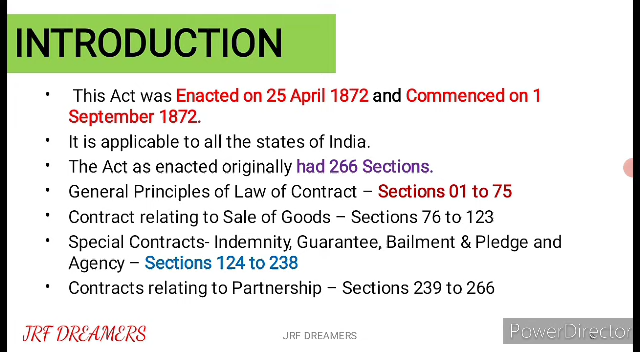 INTRODUCTION
• This Act was Enacted on 25 April 1872 and Commenced on 1
September 1872.
• It is applicable to all the states of India.
• The Act as enacted originally had 266 Sections.
• General Principles of Law of Contract – Sections 01 to 75
• Contract relating to Sale of Goods – Sections 76 to 123
• Special Contracts- Indemnity, Guarantee, Bailment & Pledge and
Agency – Sections 124 to 238
• Contracts relating to Partnership – Sections 239 to 266
JRF DREAMERS
JRF DREAMERS
PowerDirector